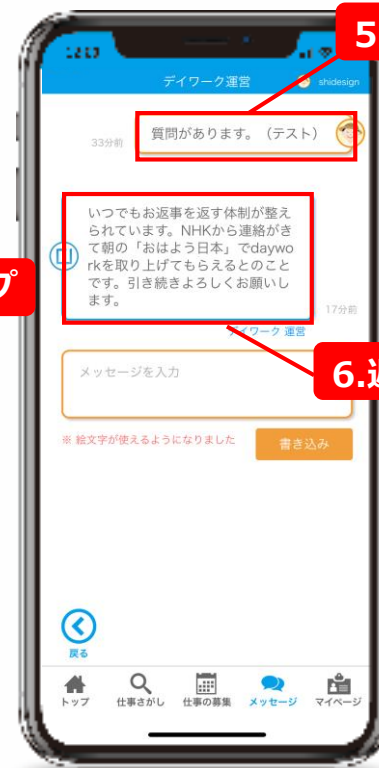 5
デイワーク運営
shidesign
33分前
質問があります。（テスト）
いつでもお返事を返す体制が整え
られています。NHKから連絡がき
て朝の「おはよう日本」でdaywo
rkを取り上げてもらえるとのこと
です。引き続きよろしくお願いし
ます。
17分前
デイワーク 運営
プ
6.返
メッセージを入力
※ 絵文字が使えるようになりました
書き込み
戻る
トップ
仕事さがし
仕事の募集
メッセージ
マイページ